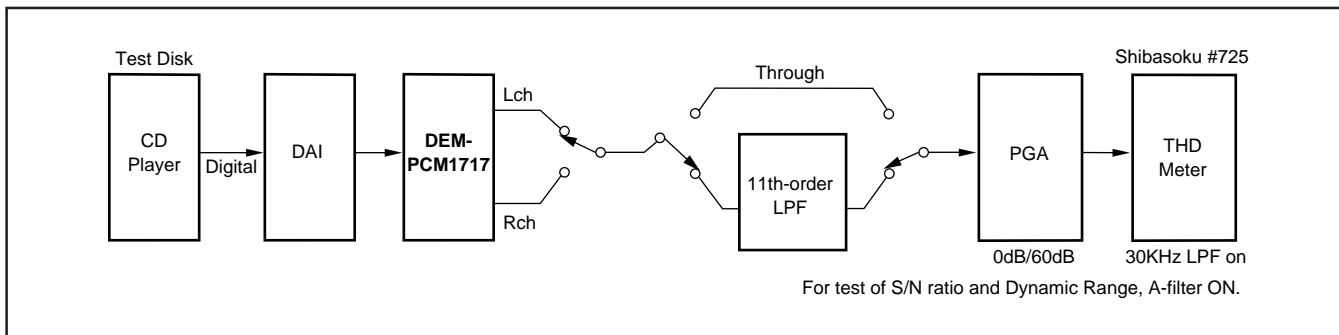 Test Disk
CD
Player
Digital
DAI
DEM-
PCM1717
Lch
Rch
Through
11th-order
LPF
PGA
0dB/60dB
Shibasoku #725
THD
Meter
30KHz LPF on
For test of S/N ratio and Dynamic Range, A-filter ON.